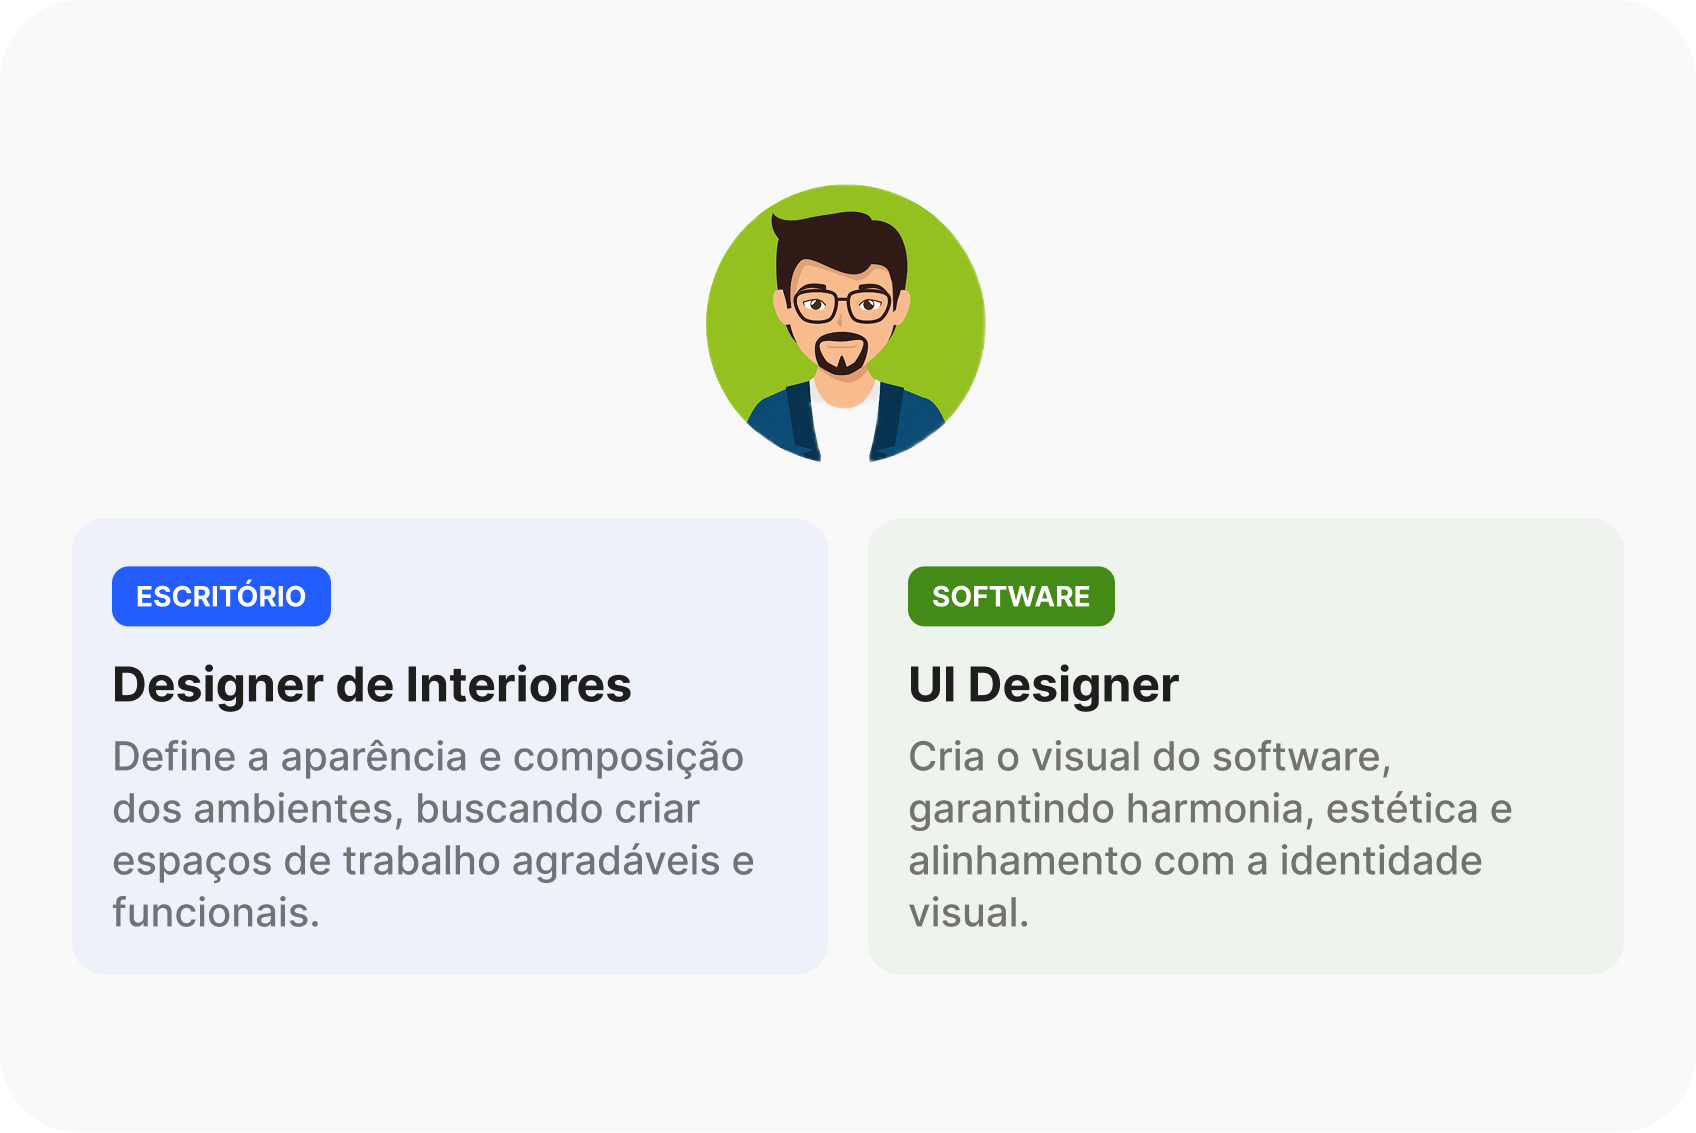 ESCRITÓRIO
Designer de Interiores
Define a aparência e composição
dos ambientes, buscando criar
espaços de trabalho agradáveis e
funcionais.
SOFTWARE
UI Designer
Cria o visual do software,
garantindo harmonia, estética e
alinhamento com a identidade
visual.